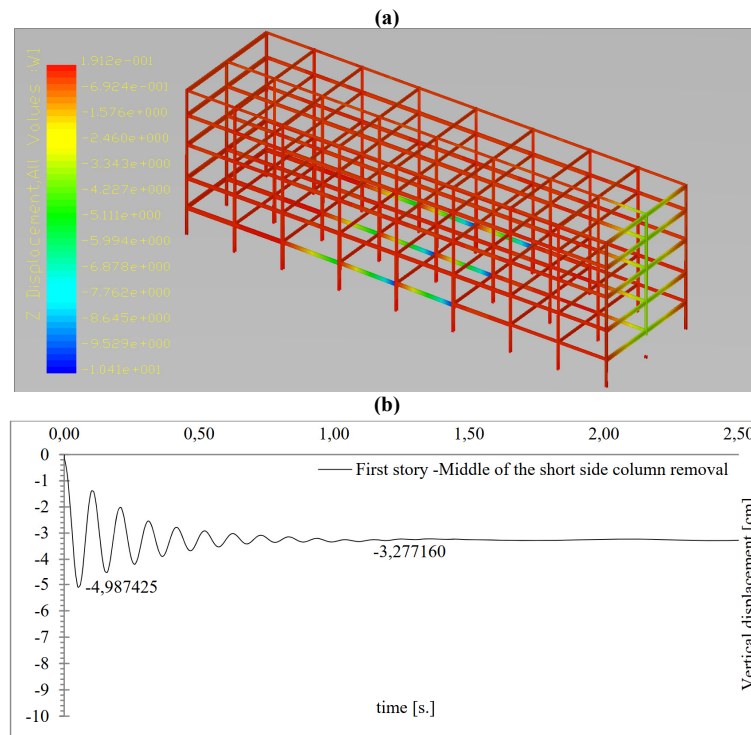 (a)
Z Displacement,All Values :W1
1.912e-001
-6.924e-001
-1.576e+000
-2.460e+000
-3.343e+000
-4.227e+000
-5.111e+000
-5.994e+000
-6.878e+000
-7.762e+000
-8.645e+000
-9.529e+000
-1.041e+001
(b)
0,00 0,50 1,00 1,50 2,00 2,50
0
-1
-2
-3
-4
-5
-6
-7
-8
-9
-10
First story -Middle of the short side column removal
-3,277160
-4,987425
Vertical displacement [cm]
time [s.]